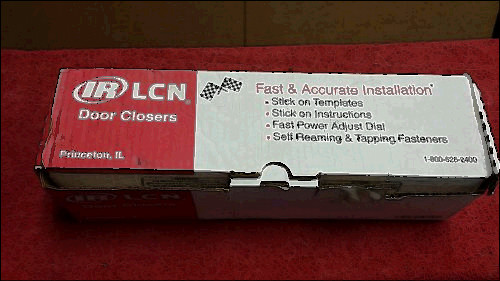 IR LCN
Door Closers
Princeton, IL
Fast & Accurate Installation
• Stick on Templates
• Stick on Instructions
• Fast Power Adjust Dial
• Self Reaming & Tapping Fasteners
1-800-526-2400
IR LCN